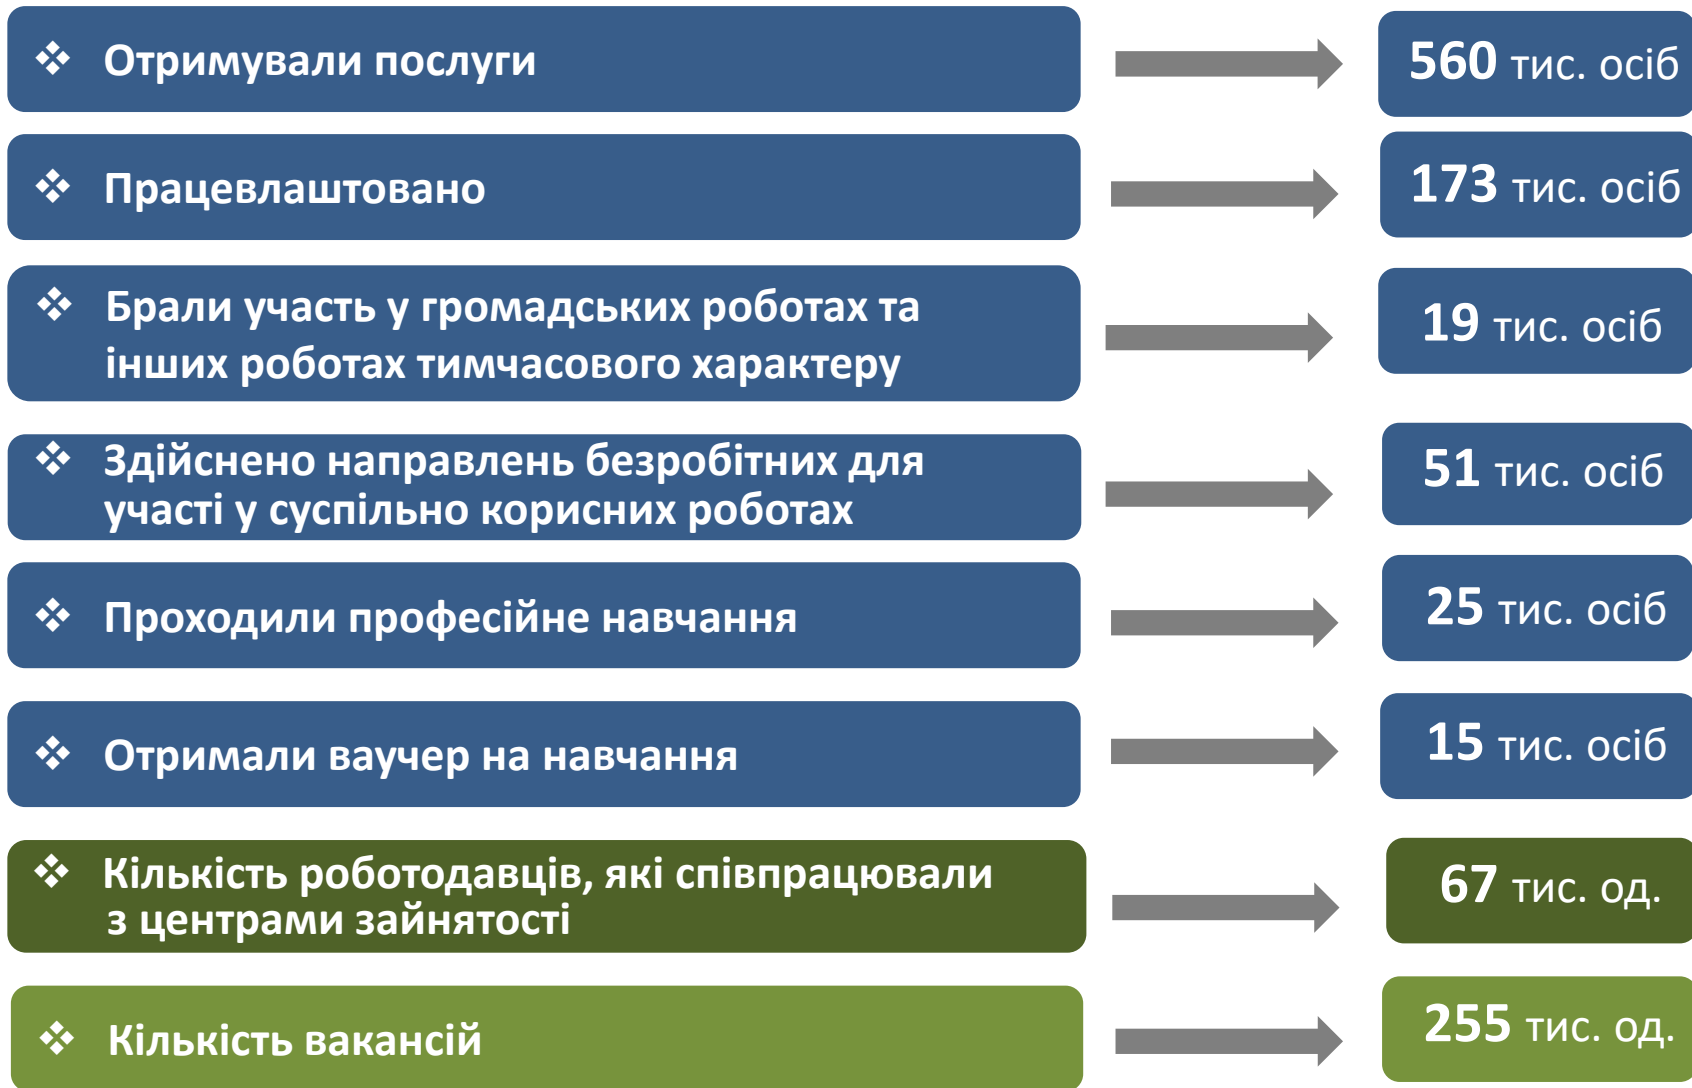 ❖ Отримували послуги
560 тис. осіб
❖ Працевлаштовано
173 тис. осіб
❖ Брали участь у громадських роботах та
інших роботах тимчасового характеру
19 тис. осіб
❖ Здійснено направлень безробітних для
участі у суспільно корисних роботах
51 тис. осіб
❖ Проходили професійне навчання
25 тис. осіб
❖ Отримали ваучер на навчання
15 тис. осіб
❖ Кількість роботодавців, які співпрацювали
з центрами зайнятості
67 тис. од.
❖ Кількість вакансій
255 тис. од.